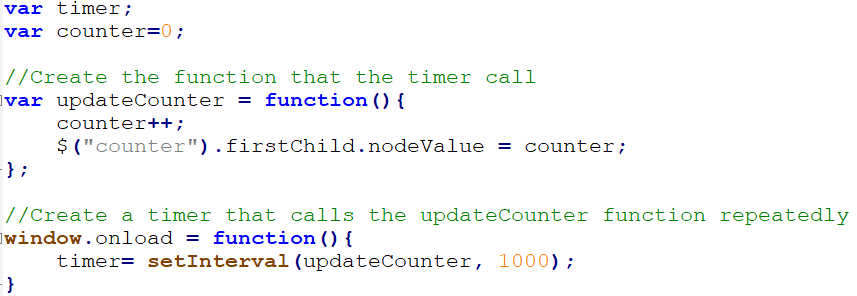 var timer;
var counter=0;
//Create the function that the timer call
var updateCounter = function(){
    counter++;
    $("counter").firstChild.nodeValue = counter;
};
//Create a timer that calls the updateCounter function repeatedly
window.onload = function(){
    timer= setInterval(updateCounter, 1000);
}